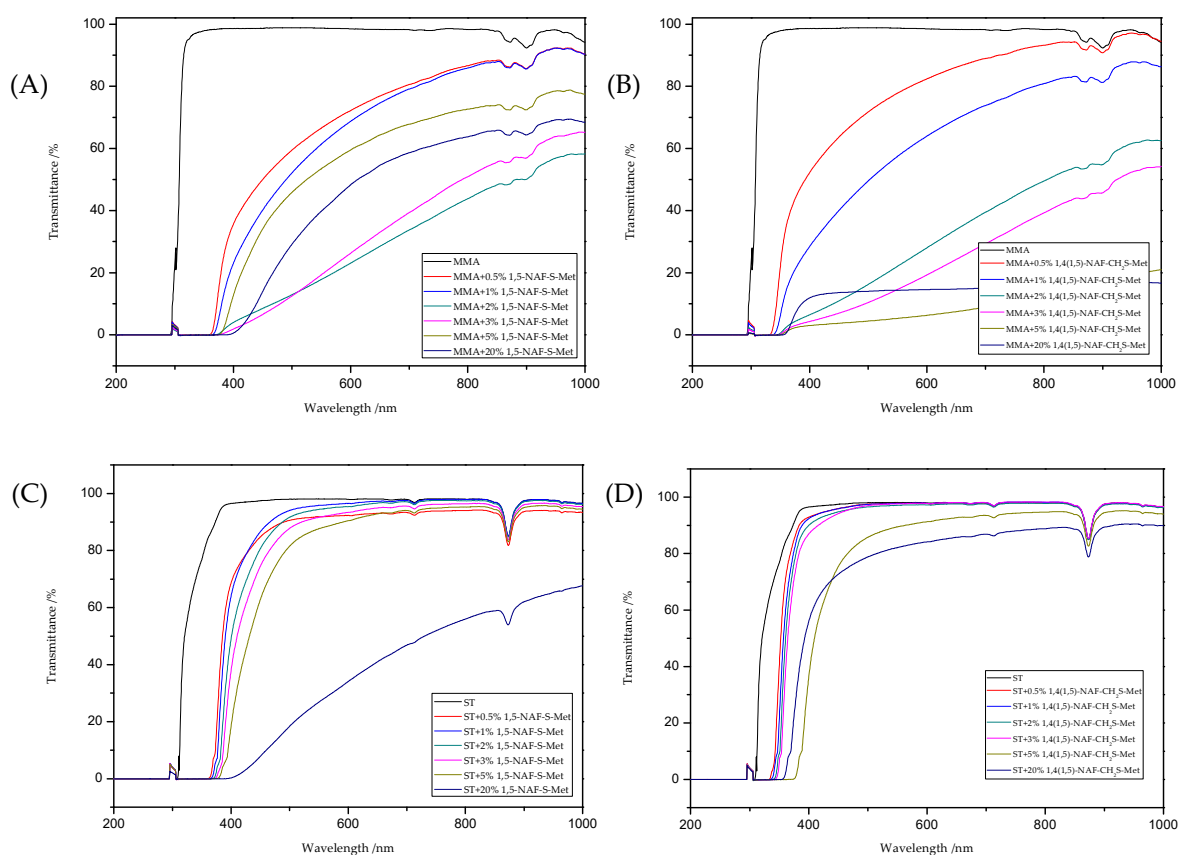 (A)
Transmittance /%
100
80
60
40
20
0
MMA
MMA+0.5% 1,5-NAF-S-Met
MMA+1% 1,5-NAF-S-Met
MMA+2% 1,5-NAF-S-Met
MMA+3% 1,5-NAF-S-Met
MMA+5% 1,5-NAF-S-Met
MMA+20% 1,5-NAF-S-Met
200 400 600 800 1000
Wavelength /nm
(B)
Transmittance /%
100
80
60
40
20
0
MMA
MMA+0.5% 1,4(1,5)-NAF-CH2S-Met
MMA+1% 1,4(1,5)-NAF-CH2S-Met
MMA+2% 1,4(1,5)-NAF-CH2S-Met
MMA+3% 1,4(1,5)-NAF-CH2S-Met
MMA+5% 1,4(1,5)-NAF-CH2S-Met
MMA+20% 1,4(1,5)-NAF-CH2S-Met
200 400 600 800 1000
Wavelength /nm
(C)
Transmittance /%
100
80
60
40
20
0
ST
ST+0.5% 1,5-NAF-S-Met
ST+1% 1,5-NAF-S-Met
ST+2% 1,5-NAF-S-Met
ST+3% 1,5-NAF-S-Met
ST+5% 1,5-NAF-S-Met
ST+20% 1,5-NAF-S-Met
200 400 600 800 1000
Wavelength /nm
(D)
Transmittance /%
100
80
60
40
20
0
ST
ST+0.5% 1,4(1,5)-NAF-CH2S-Met
ST+1% 1,4(1,5)-NAF-CH2S-Met
ST+2% 1,4(1,5)-NAF-CH2S-Met
ST+3% 1,4(1,5)-NAF-CH2S-Met
ST+5% 1,4(1,5)-NAF-CH2S-Met
ST+20% 1,4(1,5)-NAF-CH2S-Met
200 400 600 800 1000
Wavelength /nm